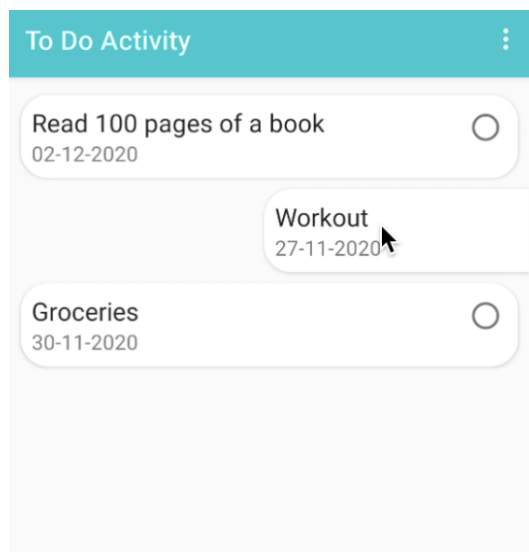 To Do Activity
Read 100 pages of a book
02-12-2020
Workout
27-11-2020
Groceries
30-11-2020